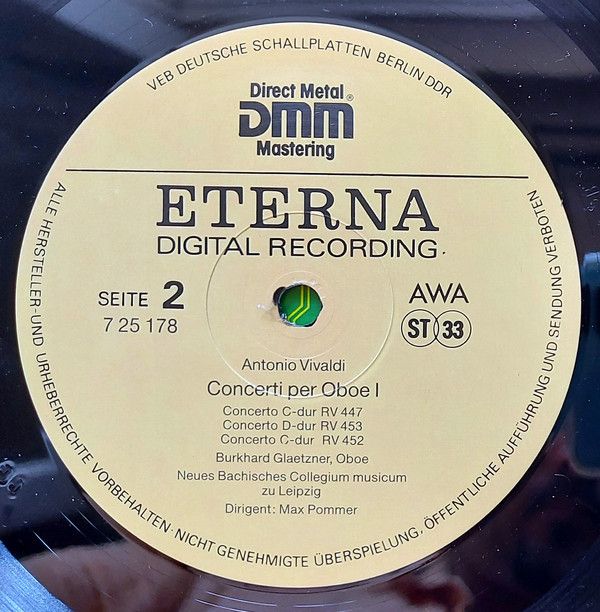 VEB DEUTSCHE SCHALLPLATTEN BERLIN DDR
Direct Metal
DMM®
Mastering
ETERNA
DIGITAL RECORDING
SEITE 2
7 25 178
AWA
ST 33
Antonio Vivaldi
Concerti per Oboe I
Concerto C-dur RV 447
Concerto D-dur RV 453
Concerto C-dur RV 452
Burkhard Glaetzner, Oboe
Neues Bachisches Collegium musicum
zu Leipzig
Dirigent: Max Pommer
ALLE HERSTELLER-UND URHEBERRECHTE VORBEHALTEN · NICHT GENEHMIGTE ÜBERSPIELUNG, ÖFFENTLICHE AUFFÜHRUNG UND SENDUNG VERBOTEN